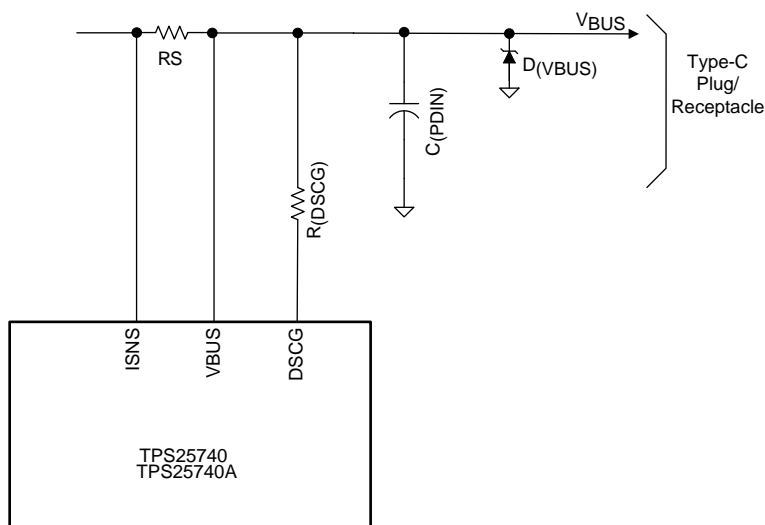 VBUS
RS
D(VBUS)
Type-C
Plug/
Receptacle
C(PDIN)
R(DSCG)
ISNS
VBUS
DSCG
TPS25740
TPS25740A